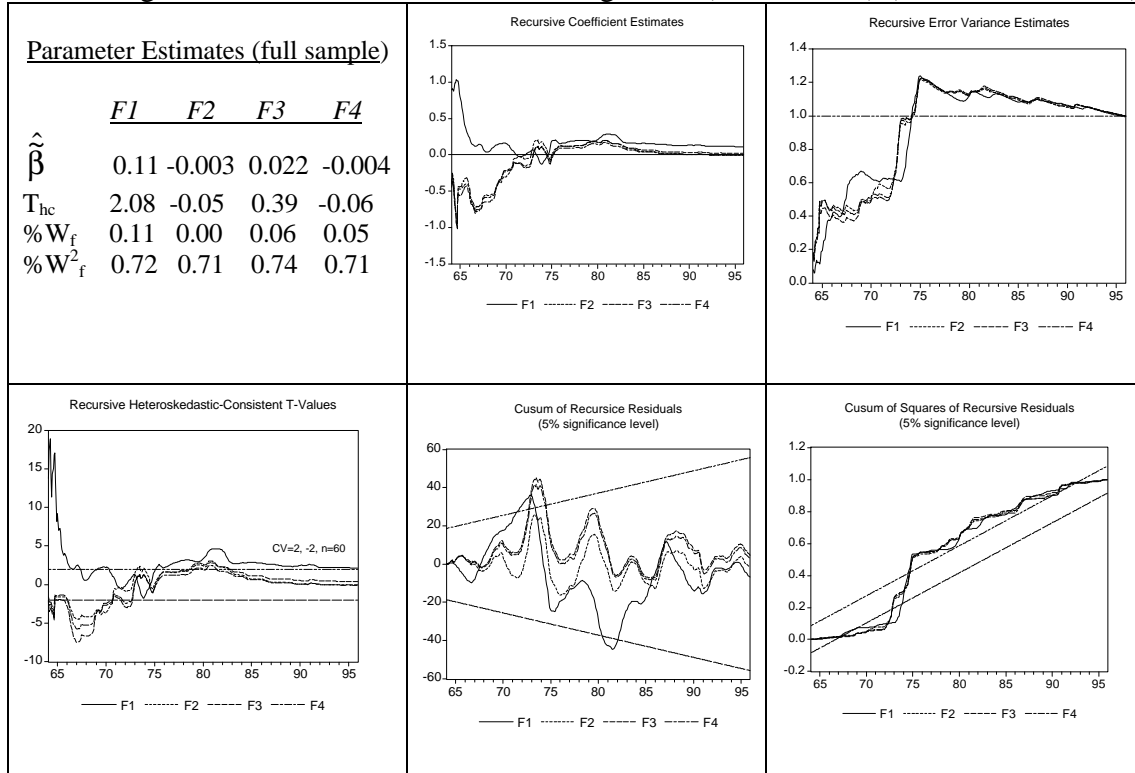 Parameter Estimates (full sample)
F1 F2 F3 F4
β̂̃ 0.11 -0.003 0.022 -0.004
Thc 2.08 -0.05 0.39 -0.06
%Wf 0.11 0.00 0.06 0.05
%W2f 0.72 0.71 0.74 0.71
Recursive Coefficient Estimates
1.5
1.0
0.5
0.0
-0.5
-1.0
-1.5
65 70 75 80 85 90 95
F1 F2 F3 F4
Recursive Error Variance Estimates
1.4
1.2
1.0
0.8
0.6
0.4
0.2
0.0
65 70 75 80 85 90 95
F1 F2 F3 F4
Recursive Heteroskedastic-Consistent T-Values
20
15
10
5
0
-5
-10
CV=2, -2, n=60
65 70 75 80 85 90 95
F1 F2 F3 F4
Cusum of Recursice Residuals
(5% significance level)
60
40
20
0
-20
-40
-60
65 70 75 80 85 90 95
F1 F2 F3 F4
Cusum of Squares of Recursive Residuals
(5% significance level)
1.2
1.0
0.8
0.6
0.4
0.2
0.0
-0.2
65 70 75 80 85 90 95
F1 F2 F3 F4